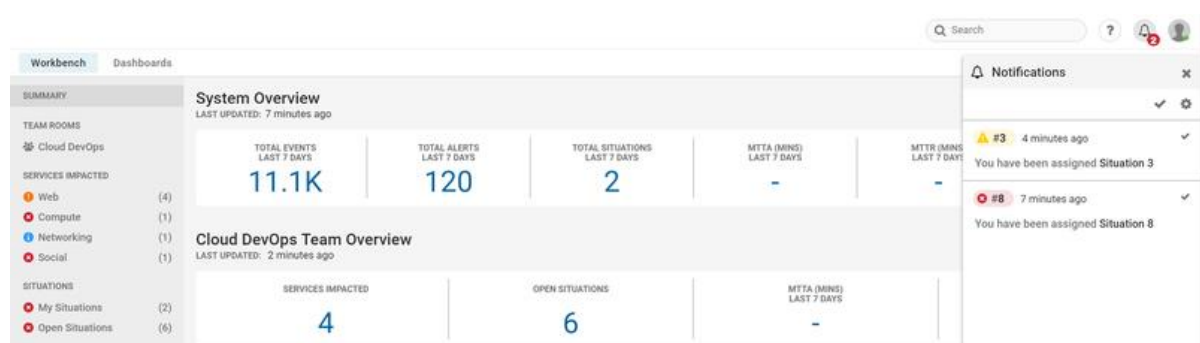 Search
?
2
Workbench Dashboards
Notifications
SUMMARY
System Overview
LAST UPDATED: 7 minutes ago
TEAM ROOMS
Cloud DevOps
TOTAL EVENTS
LAST 7 DAYS
11.1K
TOTAL ALERTS
LAST 7 DAYS
120
TOTAL SITUATIONS
LAST 7 DAYS
2
MTTA (MINS)
LAST 7 DAYS
-
MTTR (MINS
LAST 7 DAYS
-
#3 4 minutes ago
You have been assigned Situation 3
#8 7 minutes ago
You have been assigned Situation 8
SERVICES IMPACTED
Web (4)
Compute (1)
Networking (1)
Social (1)
Cloud DevOps Team Overview
LAST UPDATED: 2 minutes ago
SITUATIONS
My Situations (2)
Open Situations (6)
SERVICES IMPACTED
4
OPEN SITUATIONS
6
MTTA (MINS)
LAST 7 DAYS
-